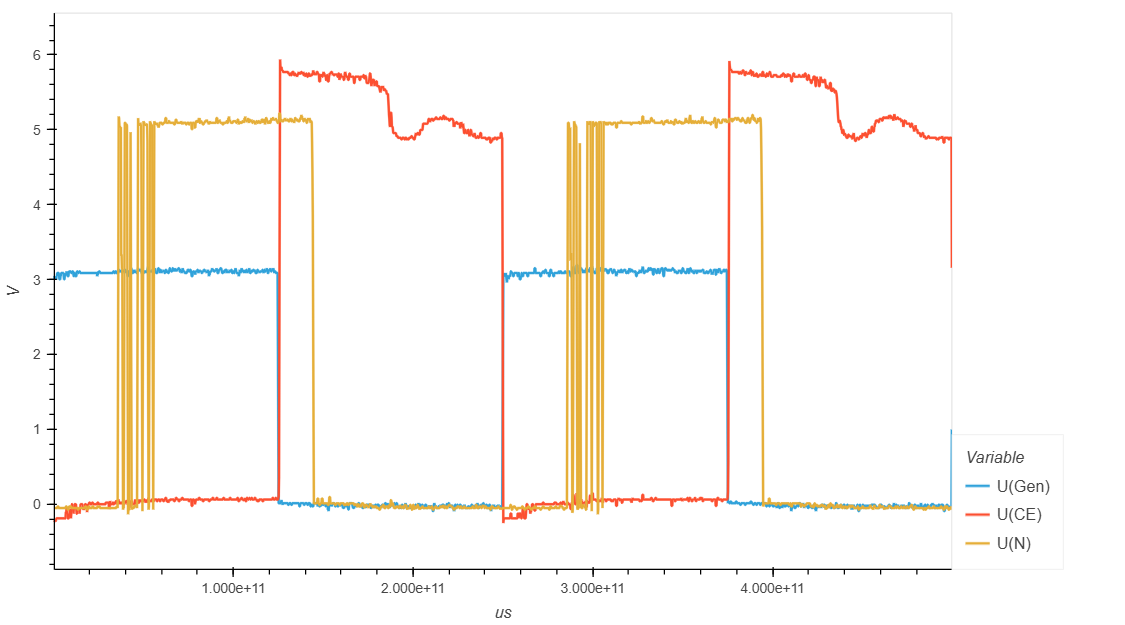 6
5
4
3
2
1
0
V
1.000e+11
2.000e+11
3.000e+11
4.000e+11
us
Variable
U(Gen)
U(CE)
U(N)